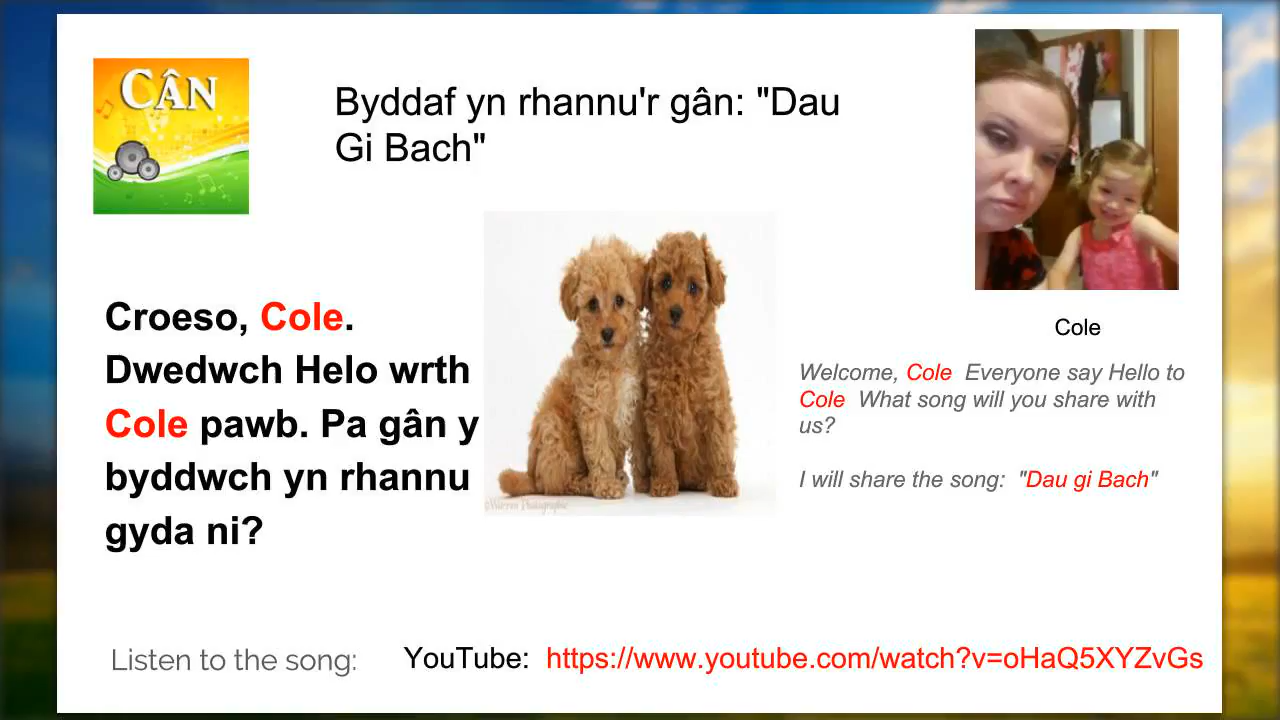 CÂN
Byddaf yn rhannu'r gân: "Dau
Gi Bach"
Croeso, Cole.
Dwedwch Helo wrth
Cole pawb. Pa gân y
byddwch yn rhannu
gyda ni?
©Warren Photographic
Cole
Welcome, Cole Everyone say Hello to
Cole What song will you share with
us?
I will share the song: "Dau gi Bach"
Listen to the song: YouTube: https://www.youtube.com/watch?v=oHaQ5XYZvGs